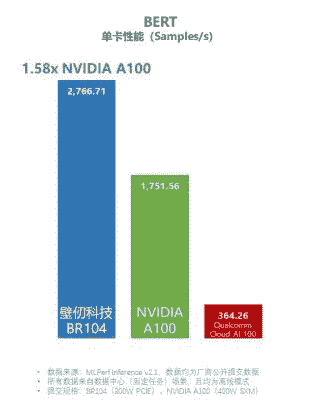 BERT
单卡性能（Samples/s）
1.58x NVIDIA A100
2,766.71
1,751.56
364.26
壁仞科技
BR104
NVIDIA
A100
Qualcomm
Cloud AI 100
• 数据来源：MLPerf Inference v2.1，数据均为厂商公开提交数据
• 所有数据来自数据中心（固定任务）场景，且均为离线模式
• 提交规格：BR104（300W PCIE），NVIDIA A100（400W SXM）